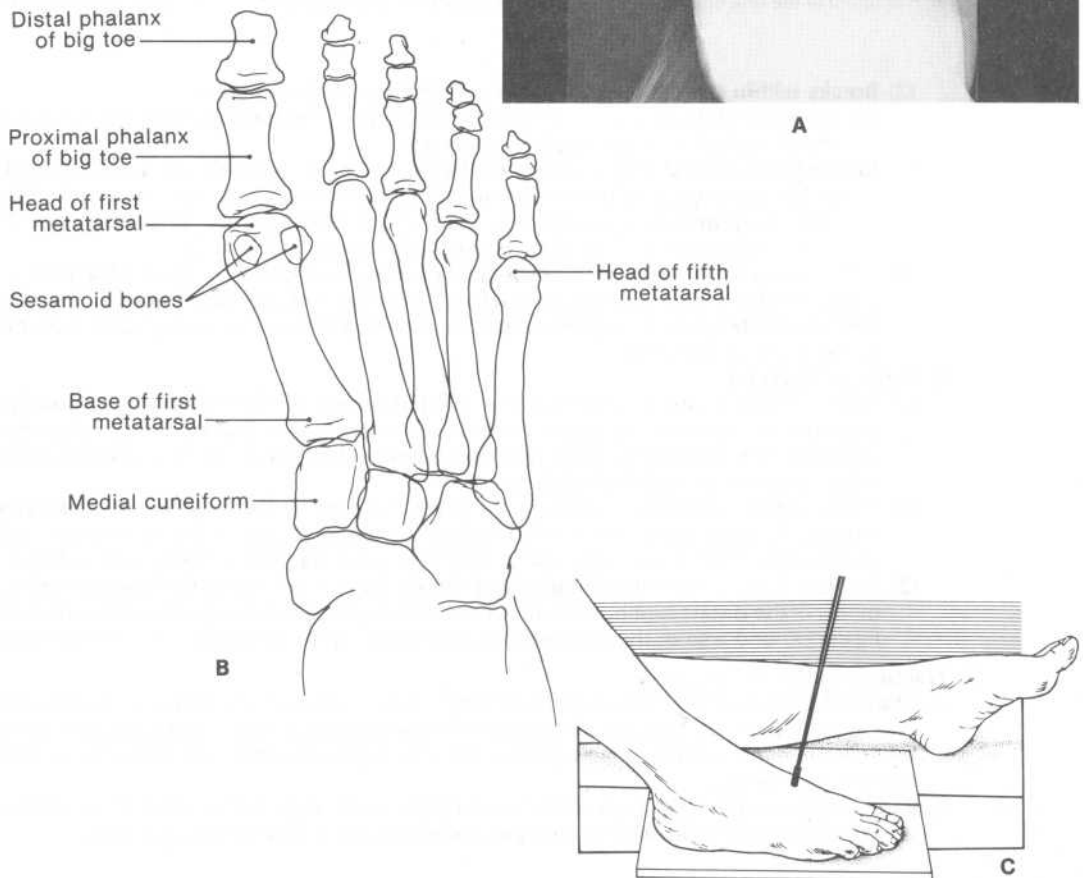 Distal phalanx
of big toe
A
Proximal phalanx
of big toe
Head of first
metatarsal
Head of fifth
metatarsal
Sesamoid bones
Base of first
metatarsal
Medial cuneiform
B
C